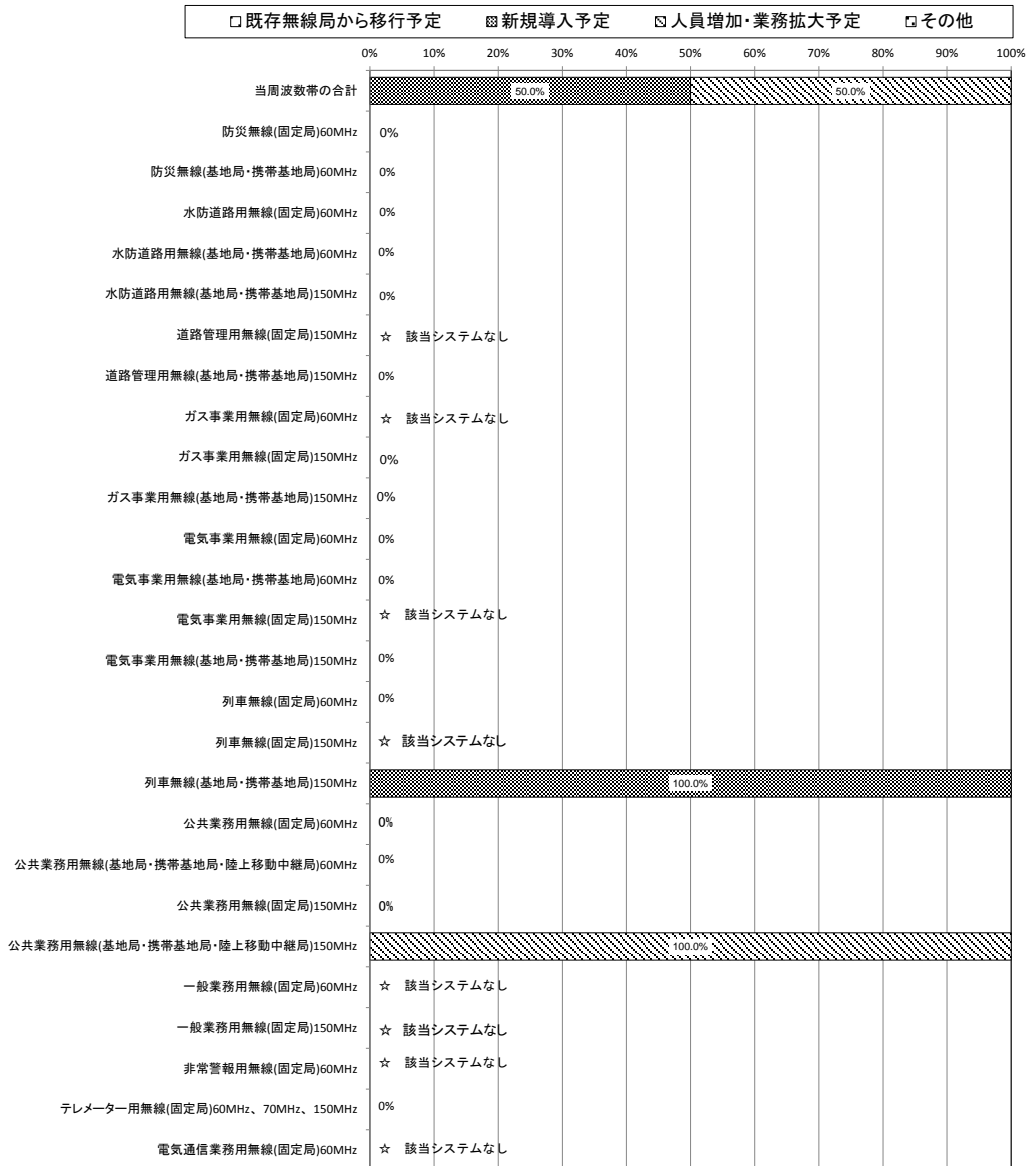 既存無線局から移行予定 新規導入予定 人員増加・業務拡大予定 その他
0% 10% 20% 30% 40% 50% 60% 70% 80% 90% 100%
当周波数帯の合計 50.0% 50.0%
防災無線(固定局)60MHz 0%
防災無線(基地局・携帯基地局)60MHz 0%
水防道路用無線(固定局)60MHz 0%
水防道路用無線(基地局・携帯基地局)60MHz 0%
水防道路用無線(基地局・携帯基地局)150MHz 0%
道路管理用無線(固定局)150MHz ☆ 該当システムなし
道路管理用無線(基地局・携帯基地局)150MHz 0%
ガス事業用無線(固定局)60MHz ☆ 該当システムなし
ガス事業用無線(固定局)150MHz 0%
ガス事業用無線(基地局・携帯基地局)150MHz 0%
電気事業用無線(固定局)60MHz 0%
電気事業用無線(基地局・携帯基地局)60MHz 0%
電気事業用無線(固定局)150MHz ☆ 該当システムなし
電気事業用無線(基地局・携帯基地局)150MHz 0%
列車無線(固定局)60MHz 0%
列車無線(固定局)150MHz ☆ 該当システムなし
列車無線(基地局・携帯基地局)150MHz 100.0%
公共業務用無線(固定局)60MHz 0%
公共業務用無線(基地局・携帯基地局・陸上移動中継局)60MHz 0%
公共業務用無線(固定局)150MHz 0%
公共業務用無線(基地局・携帯基地局・陸上移動中継局)150MHz 100.0%
一般業務用無線(固定局)60MHz ☆ 該当システムなし
一般業務用無線(固定局)150MHz ☆ 該当システムなし
非常警報用無線(固定局)60MHz ☆ 該当システムなし
テレメーター用無線(固定局)60MHz、70MHz、150MHz 0%
電気通信業務用無線(固定局)60MHz ☆ 該当システムなし